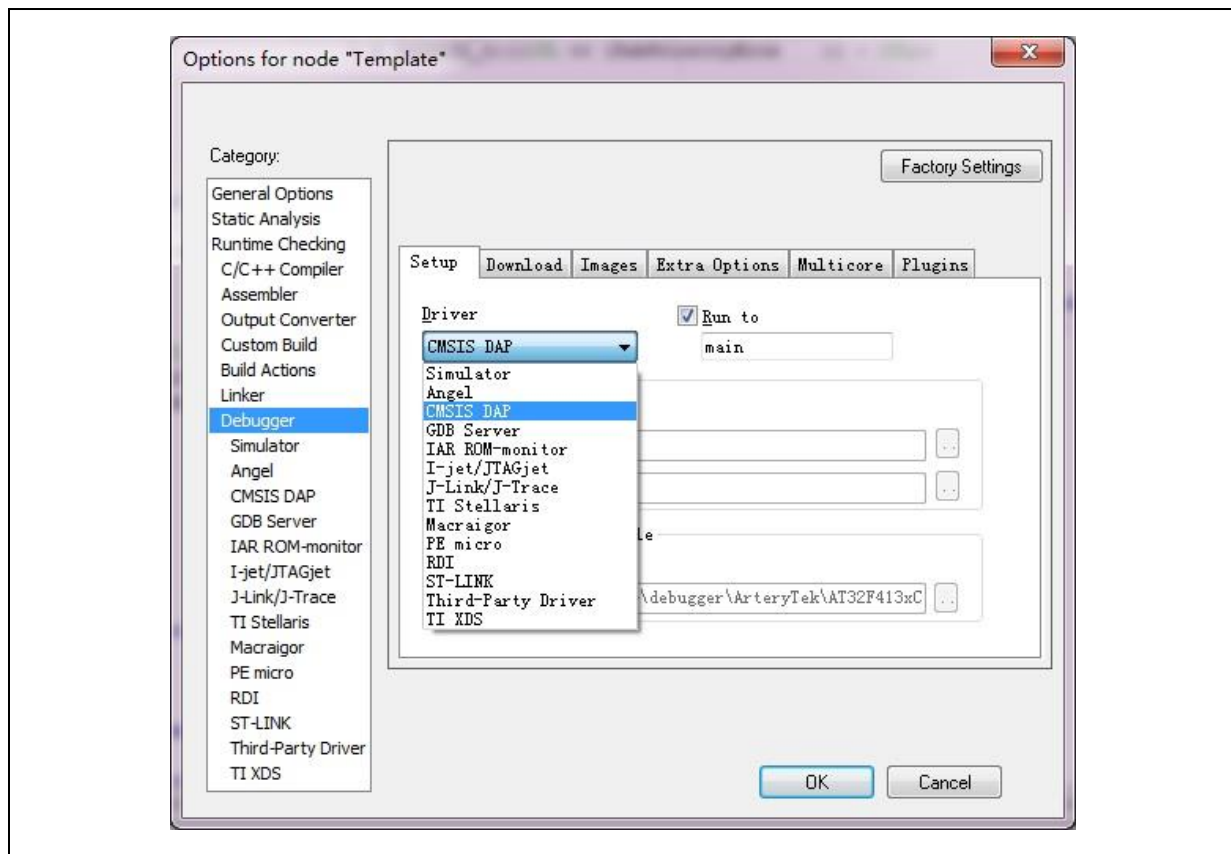 Options for node "Template"
Category:
Factory Settings
General Options
Static Analysis
Runtime Checking
C/C++ Compiler
Assembler
Output Converter
Custom Build
Build Actions
Linker
Debugger
Simulator
Angel
CMSIS DAP
GDB Server
IAR ROM-monitor
I-jet/JTAGjet
J-Link/J-Trace
TI Stellaris
Macraigor
PE micro
RDI
ST-LINK
Third-Party Driver
TI XDS
Setup Download Images Extra Options Multicore Plugins
Driver
Run to
CMSIS DAP
main
Simulator
Angel
CMSIS DAP
GDB Server
IAR ROM-monitor
I-jet/JTAGjet
J-Link/J-Trace
TI Stellaris
Macraigor
PE micro
RDI
ST-LINK
Third-Party Driver
TI XDS
le
\debugger\ArteryTek\AT32F413xC
OK Cancel